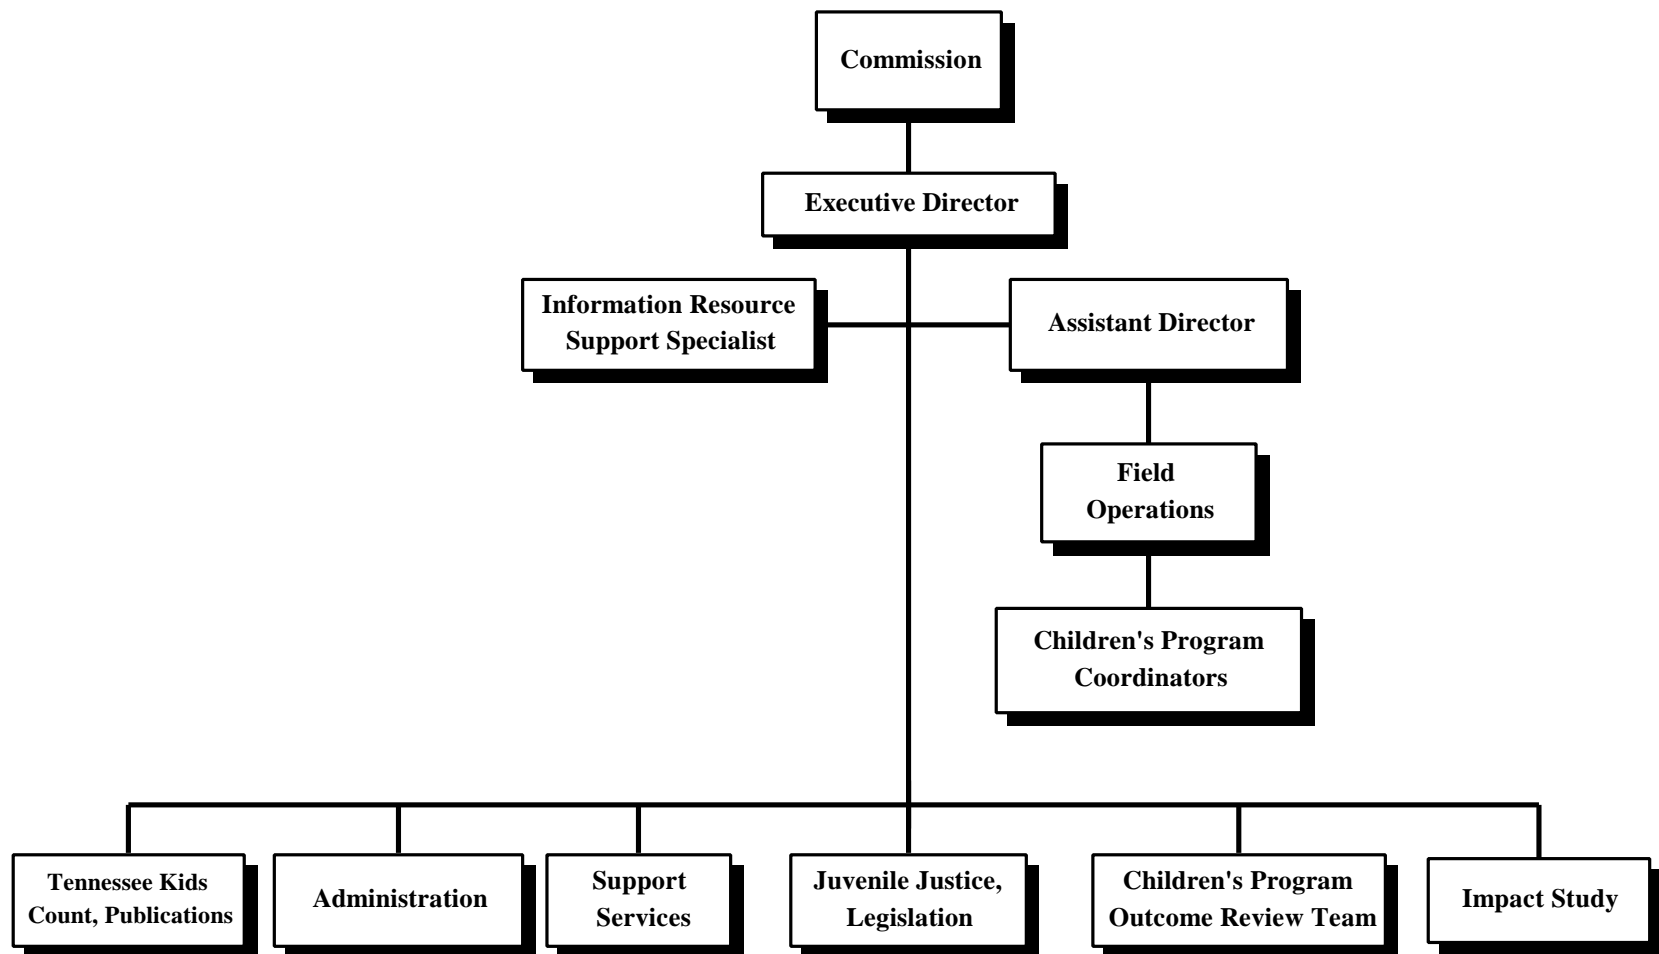 Commission
Executive Director
Information Resource
Support Specialist
Assistant Director
Field
Operations
Children's Program
Coordinators
Tennessee Kids
Count, Publications
Administration
Support
Services
Juvenile Justice,
Legislation
Children's Program
Outcome Review Team
Impact Study